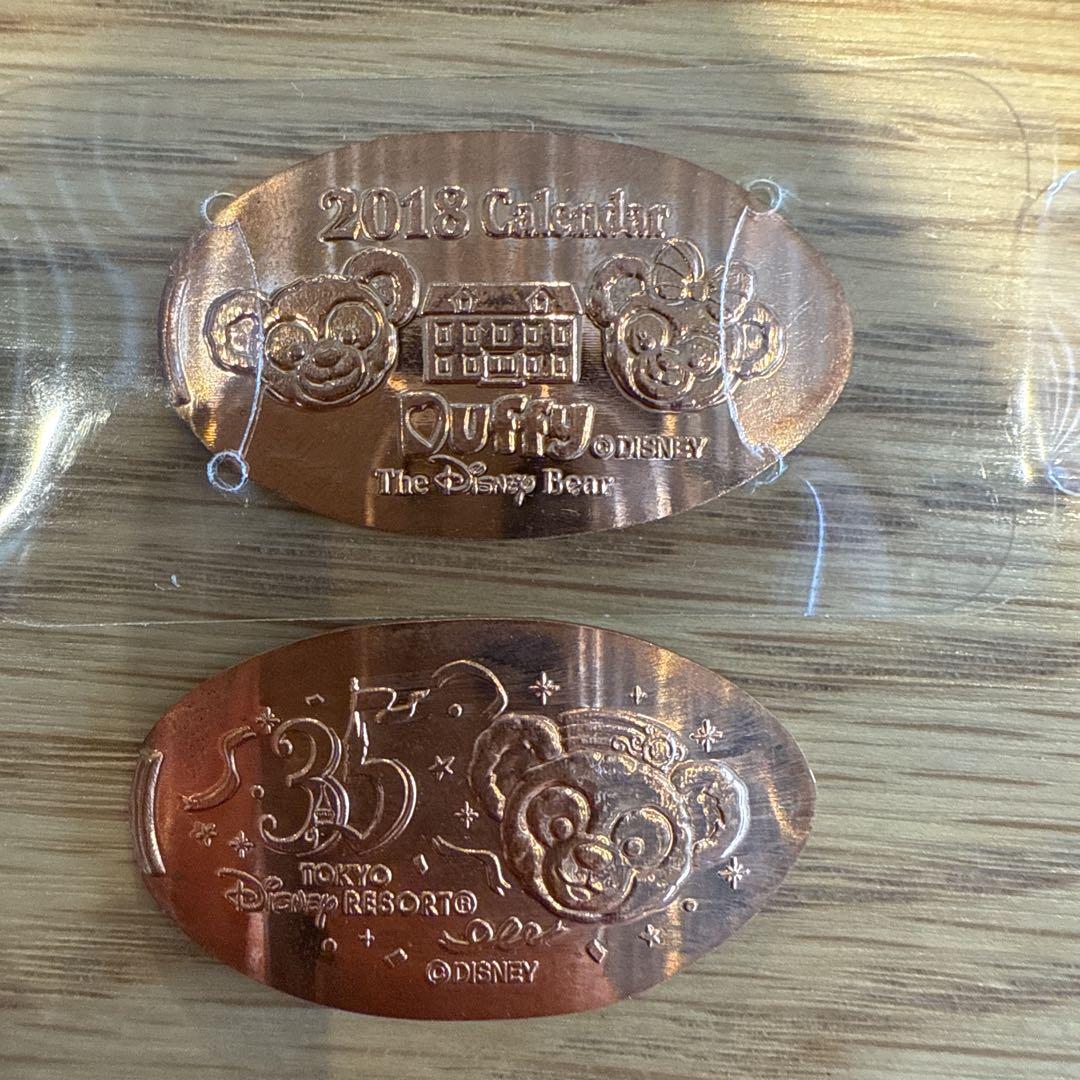 2018 Calendar
Duffy ©DISNEY
The Disney Bear
35
TOKYO
Disney RESORT®
©DISNEY